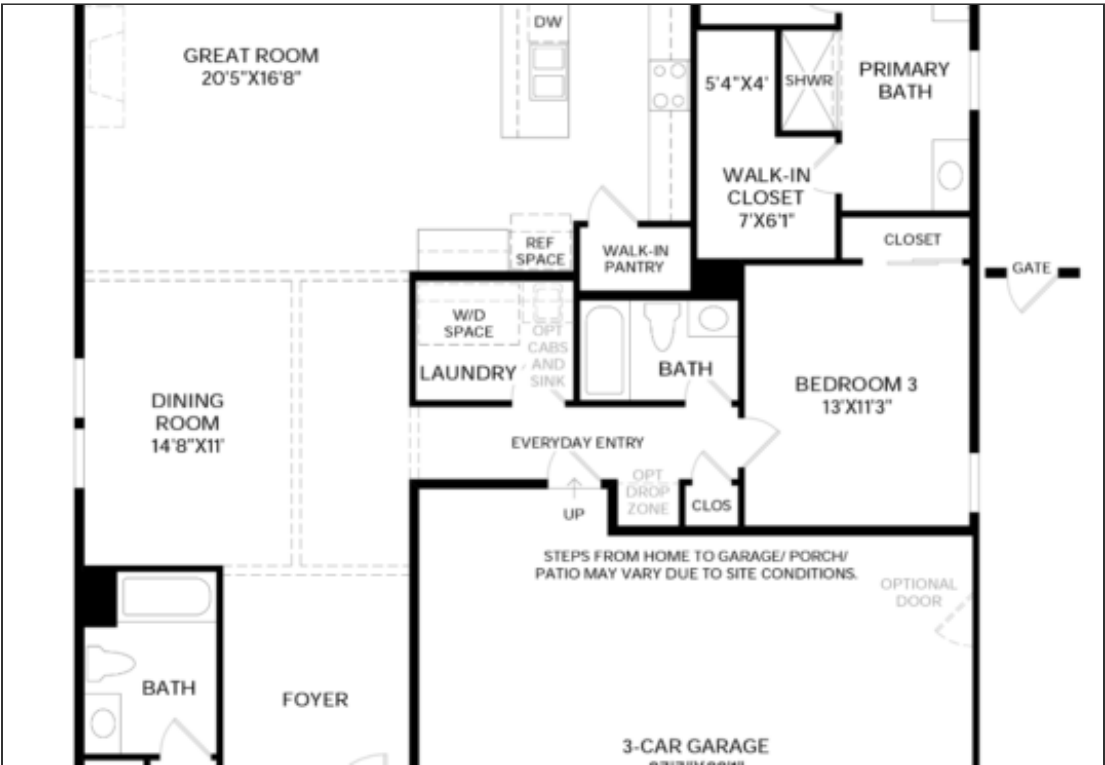 DW
GREAT ROOM
20'5"X16'8"
5'4"X4'
SHWR
PRIMARY
BATH
WALK-IN
CLOSET
7'X6'1"
REF
SPACE
WALK-IN
PANTRY
CLOSET
GATE
W/D
SPACE
OPT
CABS
AND
SINK
LAUNDRY
BATH
BEDROOM 3
13'X11'3"
DINING
ROOM
14'8"X11'
EVERYDAY ENTRY
OPT
DROP
ZONE
CLOS
UP
STEPS FROM HOME TO GARAGE/ PORCH/
PATIO MAY VARY DUE TO SITE CONDITIONS.
OPTIONAL
DOOR
BATH
FOYER
3-CAR GARAGE